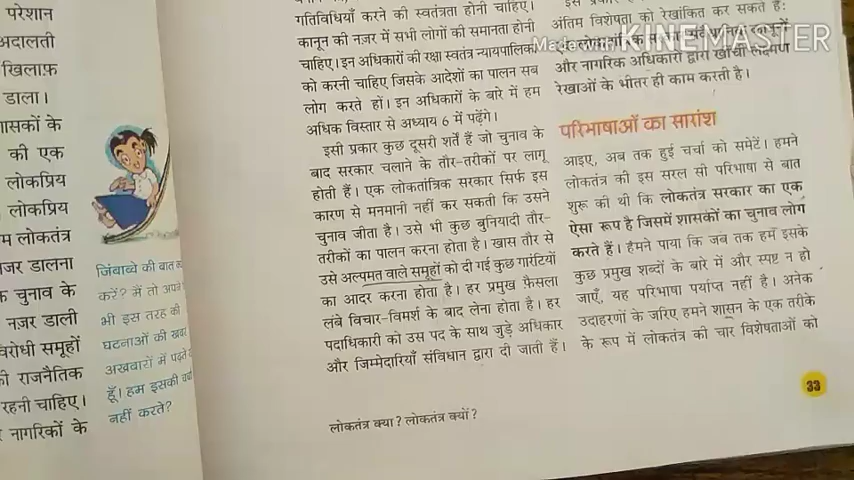 परेशान
अदालती
खिलाफ़
डाला।
शासकों के
की एक
लोकप्रिय
लोकप्रिय
लोकतंत्र
नजर डालना
चुनाव के
नज़र डाली
विरोधी समूहों
राजनैतिक
रहनी चाहिए।
नागरिकों के
जिंबाब्वे की बात
करें? मैं तो अपने
भी इस तरह की
घटनाओं की खबर
अखबारों में पढ़ते
हूँ। हम इसकी
नहीं करते?
गतिविधियाँ करने की स्वतंत्रता होनी चाहिए।
कानून की नज़र में सभी लोगों की समानता होनी
चाहिए। इन अधिकारों की रक्षा स्वतंत्र न्यायपालिका
को करनी चाहिए जिसके आदेशों का पालन सब
लोग करते हों। इन अधिकारों के बारे में हम
अधिक विस्तार से अध्याय 6 में पढ़ेंगे।
इसी प्रकार कुछ दूसरी शर्तें हैं जो चुनाव के
बाद सरकार चलाने के तौर-तरीकों पर लागू
होती हैं। एक लोकतांत्रिक सरकार सिर्फ इस
कारण से मनमानी नहीं कर सकती कि उसने
चुनाव जीता है। उसे भी कुछ बुनियादी तौर-
तरीकों का पालन करना होता है। खास तौर से
उसे अल्पमत वाले समूहों को दी गई कुछ गारंटियों
का आदर करना होता है। हर प्रमुख फ़ैसला
लंबे विचार-विमर्श के बाद लेना होता है। हर
पदाधिकारी को उस पद के साथ जुड़े अधिकार
और जिम्मेदारियाँ संविधान द्वारा दी जाती हैं।
अंतिम विशेषता को रेखांकित कर सकते हैं:
और नागरिक अधिकारों द्वारा खींची लक्ष्मण
रेखाओं के भीतर ही काम करती है।
परिभाषाओं का सारांश
आइए, अब तक हुई चर्चा को समेटें। हमने
लोकतंत्र की इस सरल सी परिभाषा से बात
शुरू की थी कि लोकतंत्र सरकार का एक
ऐसा रूप है जिसमें शासकों का चुनाव लोग
करते हैं। हमने पाया कि जब तक हम इसके
कुछ प्रमुख शब्दों के बारे में और स्पष्ट न हो
जाएँ, यह परिभाषा पर्याप्त नहीं है। अनेक
उदाहरणों के जरिए हमने शासन के एक तरीके
के रूप में लोकतंत्र की चार विशेषताओं को
33
लोकतंत्र क्या? लोकतंत्र क्यों?
Made with KINEMASTER